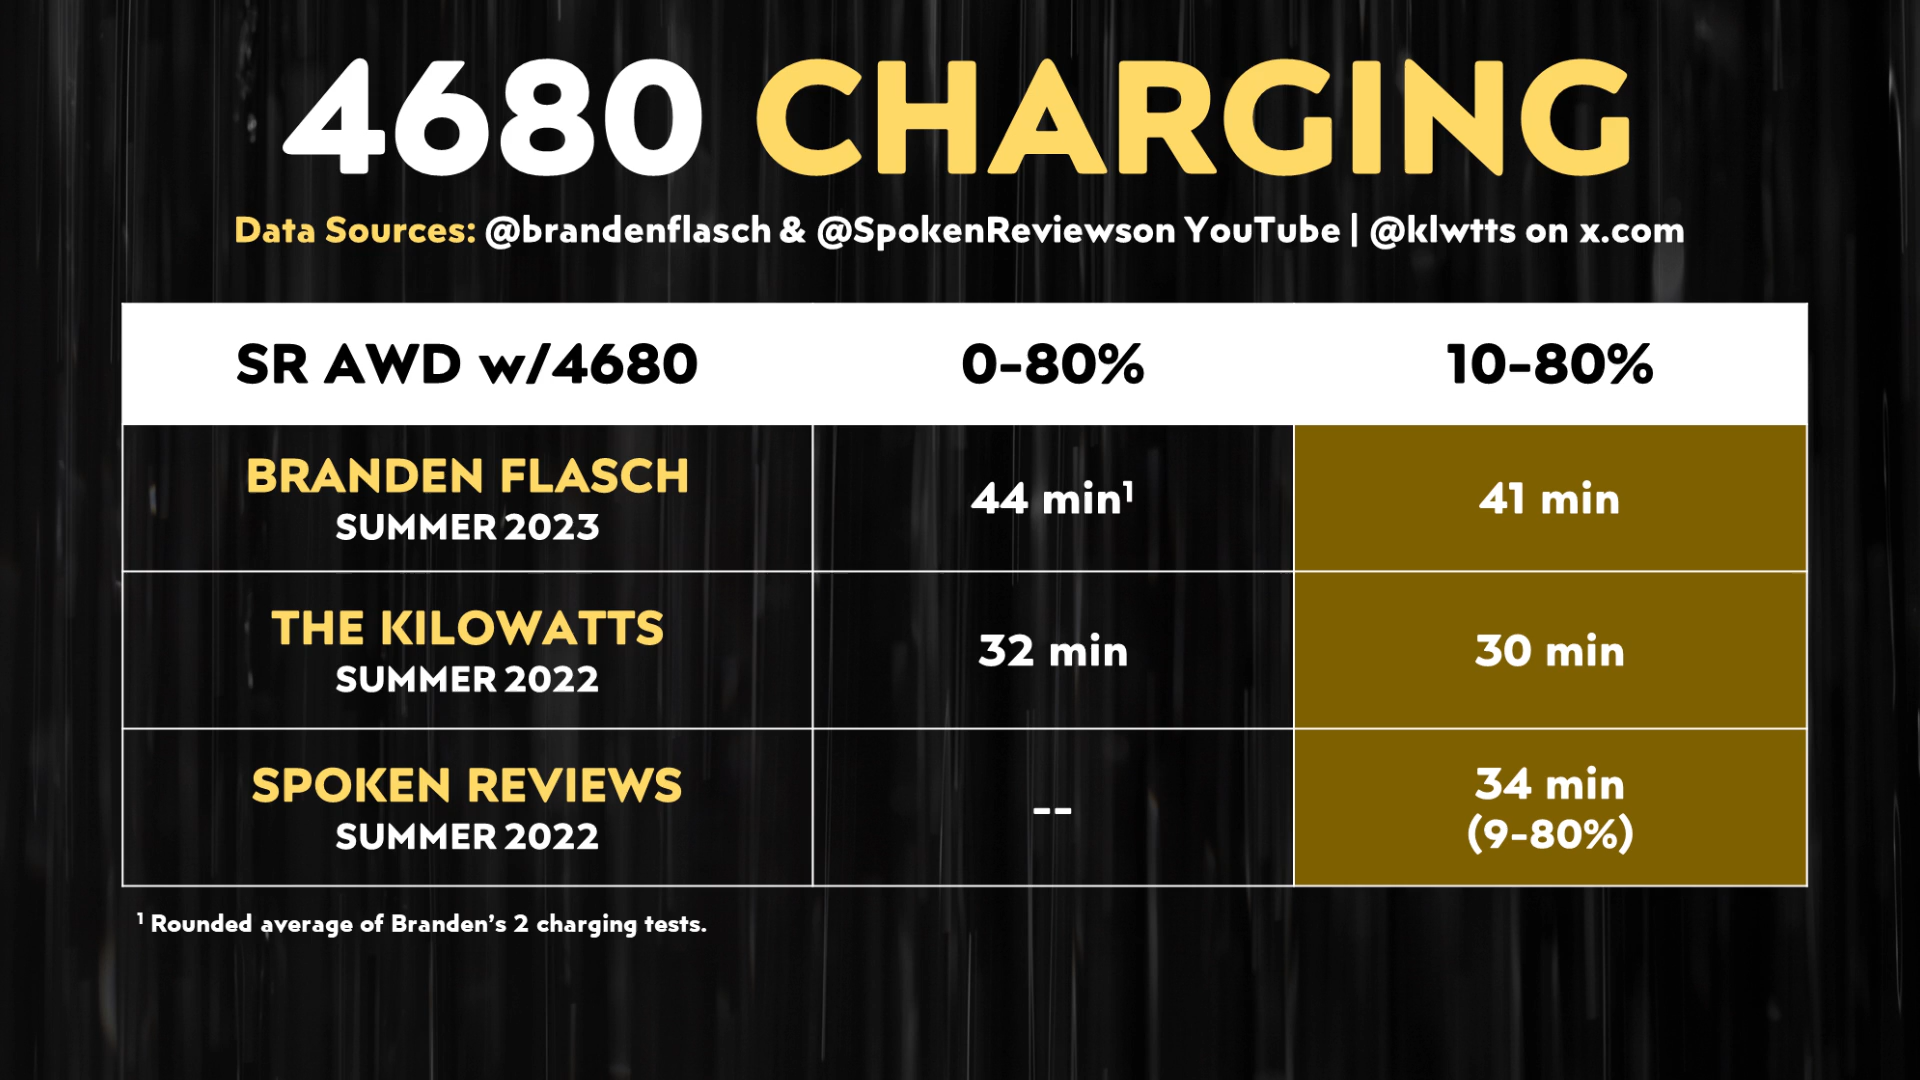 4680 CHARGING
Data Sources: @brandenflasch & @SpokenReviewson YouTube | @klwtts on x.com
SR AWD w/4680 0-80% 10-80%
BRANDEN FLASCH
SUMMER 2023
44 min¹
41 min
THE KILOWATTS
SUMMER 2022
32 min
30 min
SPOKEN REVIEWS
SUMMER 2022
--
34 min
(9-80%)
¹ Rounded average of Branden’s 2 charging tests.